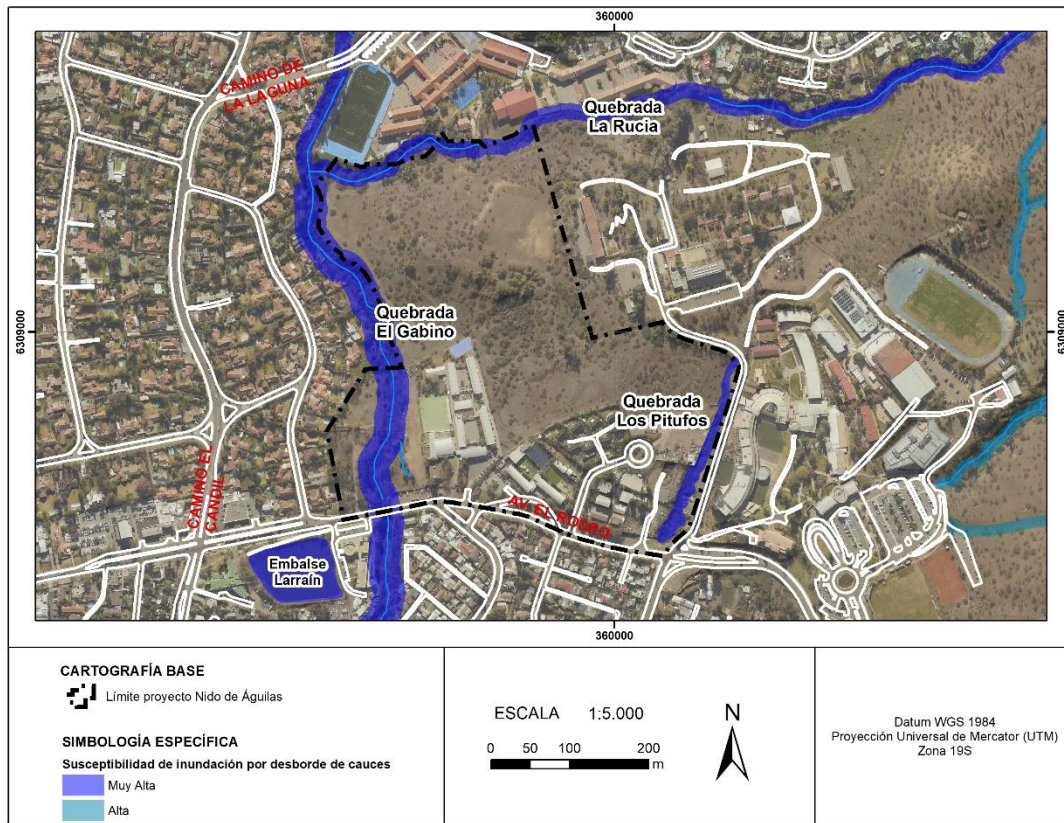 360000
CAMINO DE
LA LAGUNA
Quebrada
La Rucia
6309000
6309000
Quebrada
El Gabino
Quebrada
Los Pitufos
CAMINO EL
CANDIL
AV EL RODEO
Embalse
Larraín
360000
CARTOGRAFÍA BASE
Límite proyecto Nido de Águilas
SIMBOLOGÍA ESPECÍFICA
Susceptibilidad de inundación por desborde de cauces
Muy Alta
Alta
ESCALA 1:5.000
0 50 100 200
m
N
Datum WGS 1984
Proyección Universal de Mercator (UTM)
Zona 19S